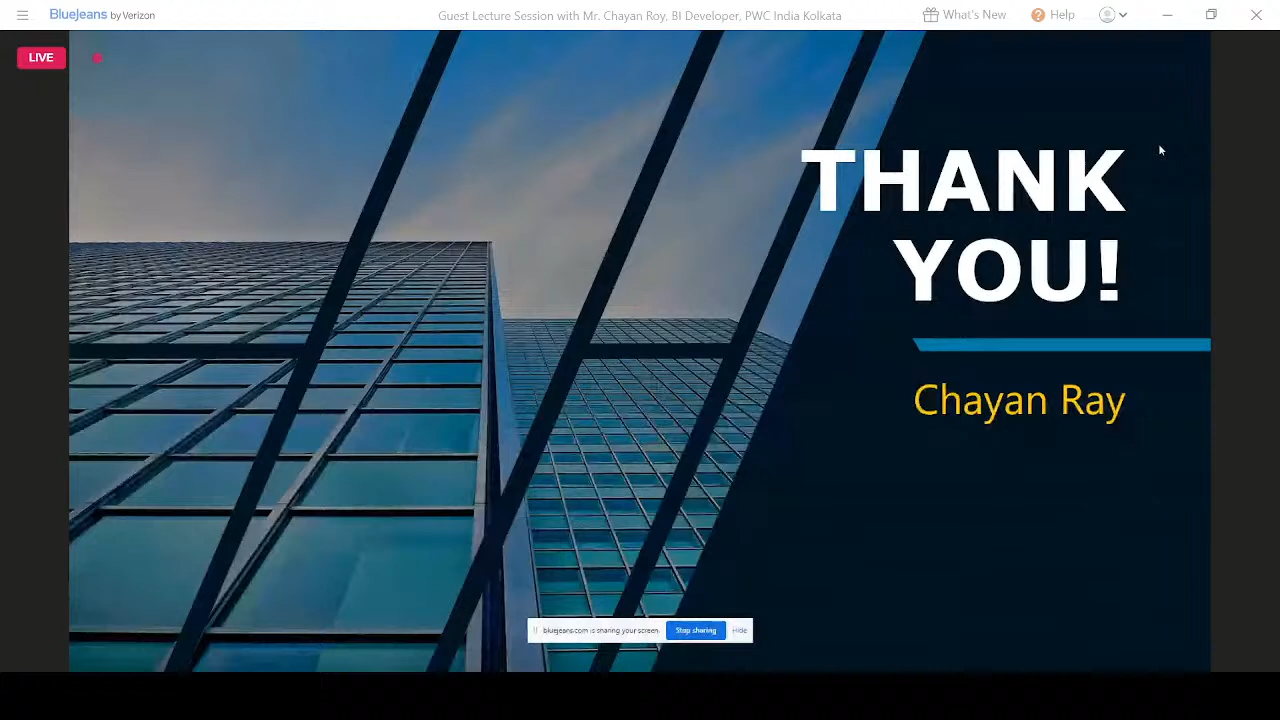 BlueJeans by Verizon
Guest Lecture Session with Mr. Chayan Roy, BI Developer, PWC India Kolkata
What's New
Help
LIVE
THANK
YOU!
Chayan Ray
bluejeans.com is sharing your screen.
Stop sharing
Hide